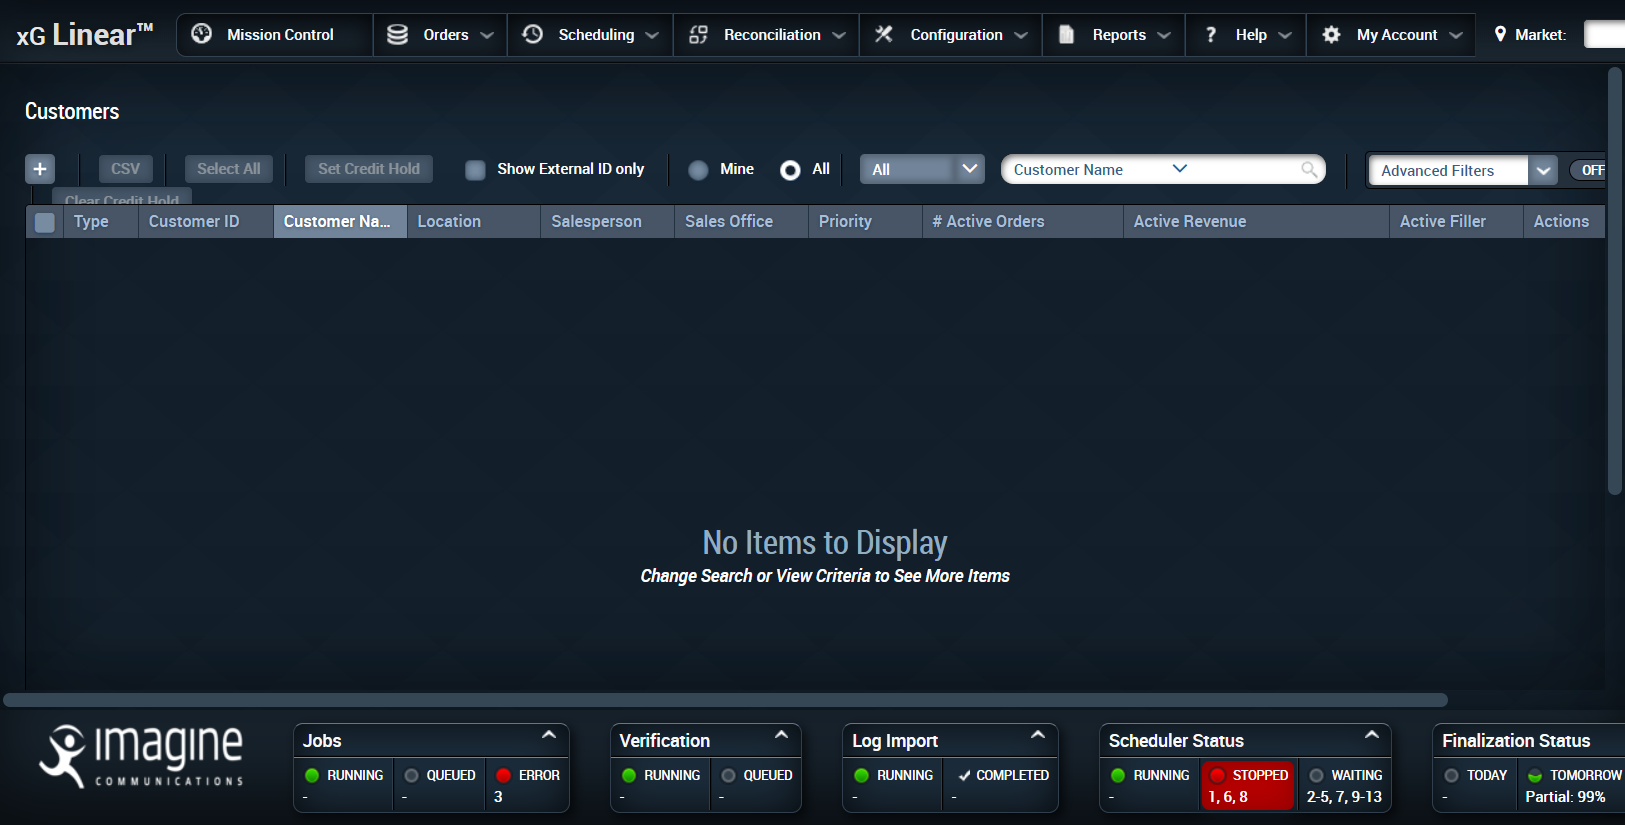 xG Linear™
Mission Control
Orders
Scheduling
Reconciliation
Configuration
Reports
? Help
My Account
Market:
Customers
+
CSV
Select All
Set Credit Hold
Show External ID only
Mine
All
All
Customer Name
Advanced Filters
OFF
Clear Credit Hold
Type
Customer ID
Customer Na...
Location
Salesperson
Sales Office
Priority
# Active Orders
Active Revenue
Active Filler
Actions
No Items to Display
Change Search or View Criteria to See More Items
imagine
COMMUNICATIONS
Jobs
RUNNING
-
QUEUED
-
ERROR
3
Verification
RUNNING
-
QUEUED
-
Log Import
RUNNING
-
COMPLETED
-
Scheduler Status
RUNNING
-
STOPPED
1, 6, 8
WAITING
2-5, 7, 9-13
Finalization Status
TODAY
-
TOMORROW
Partial: 99%